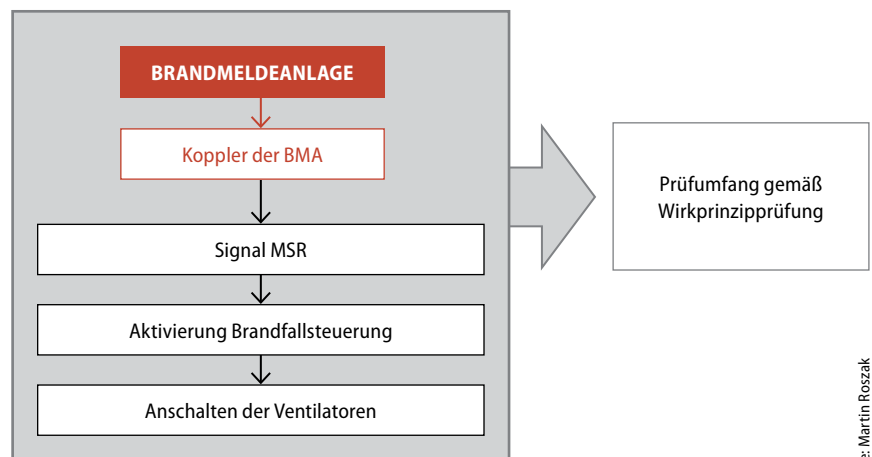 BRANDMELDEANLAGE
Koppler der BMA
Signal MSR
Aktivierung Brandfallsteuerung
Anschalten der Ventilatoren
Prüfumfang gemäß
Wirkprinzipprüfung
Martin Roszak